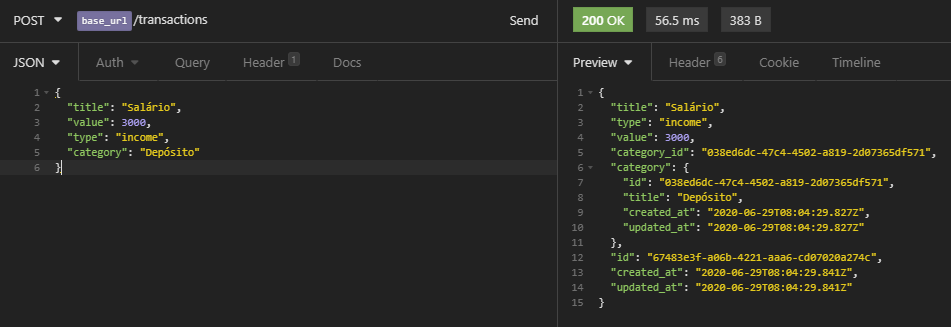 POST base_url /transactions Send
JSON Auth Query Header 1 Docs
1 {
2 "title": "Salário",
3 "value": 3000,
4 "type": "income",
5 "category": "Depósito"
6 }
200 OK 56.5 ms 383 B
Preview Header 6 Cookie Timeline
1 {
2 "title": "Salário",
3 "type": "income",
4 "value": 3000,
5 "category_id": "038ed6dc-47c4-4502-a819-2d07365df571",
6 "category": {
7 "id": "038ed6dc-47c4-4502-a819-2d07365df571",
8 "title": "Depósito",
9 "created_at": "2020-06-29T08:04:29.827Z",
10 "updated_at": "2020-06-29T08:04:29.827Z"
11 },
12 "id": "67483e3f-a06b-4221-aaa6-cd07020a274c",
13 "created_at": "2020-06-29T08:04:29.841Z",
14 "updated_at": "2020-06-29T08:04:29.841Z"
15 }